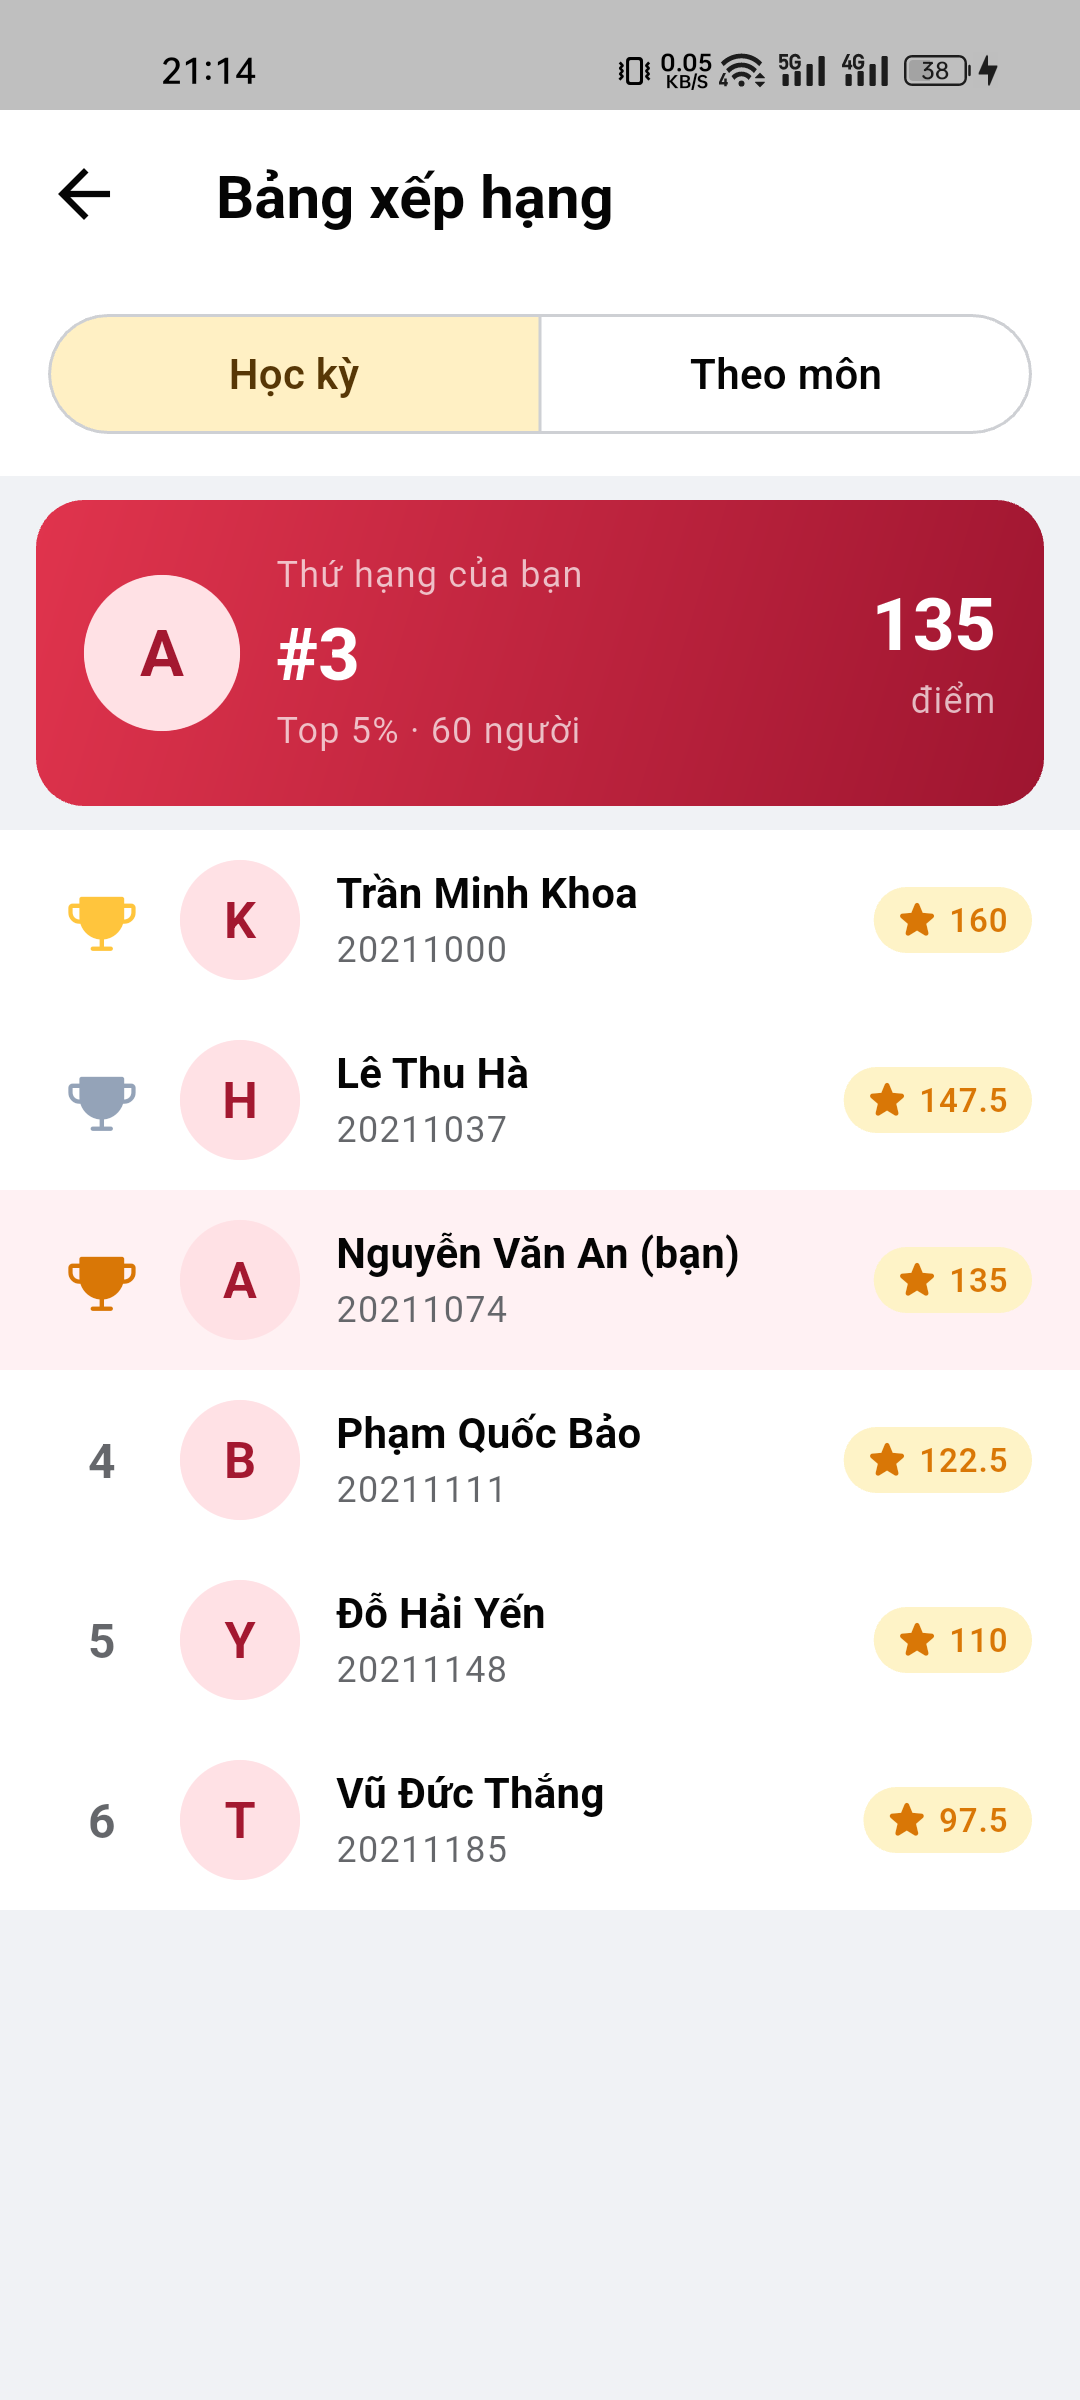 21:14
0.05
KB/S
4
5G
4G
38
Bảng xếp hạng
Học kỳ
Theo môn
A
Thứ hạng của bạn
#3
Top 5% · 60 người
135
điểm
K
Trần Minh Khoa
20211000
160
H
Lê Thu Hà
20211037
147.5
A
Nguyễn Văn An (bạn)
20211074
135
4
B
Phạm Quốc Bảo
20211111
122.5
5
Y
Đỗ Hải Yến
20211148
110
6
T
Vũ Đức Thắng
20211185
97.5